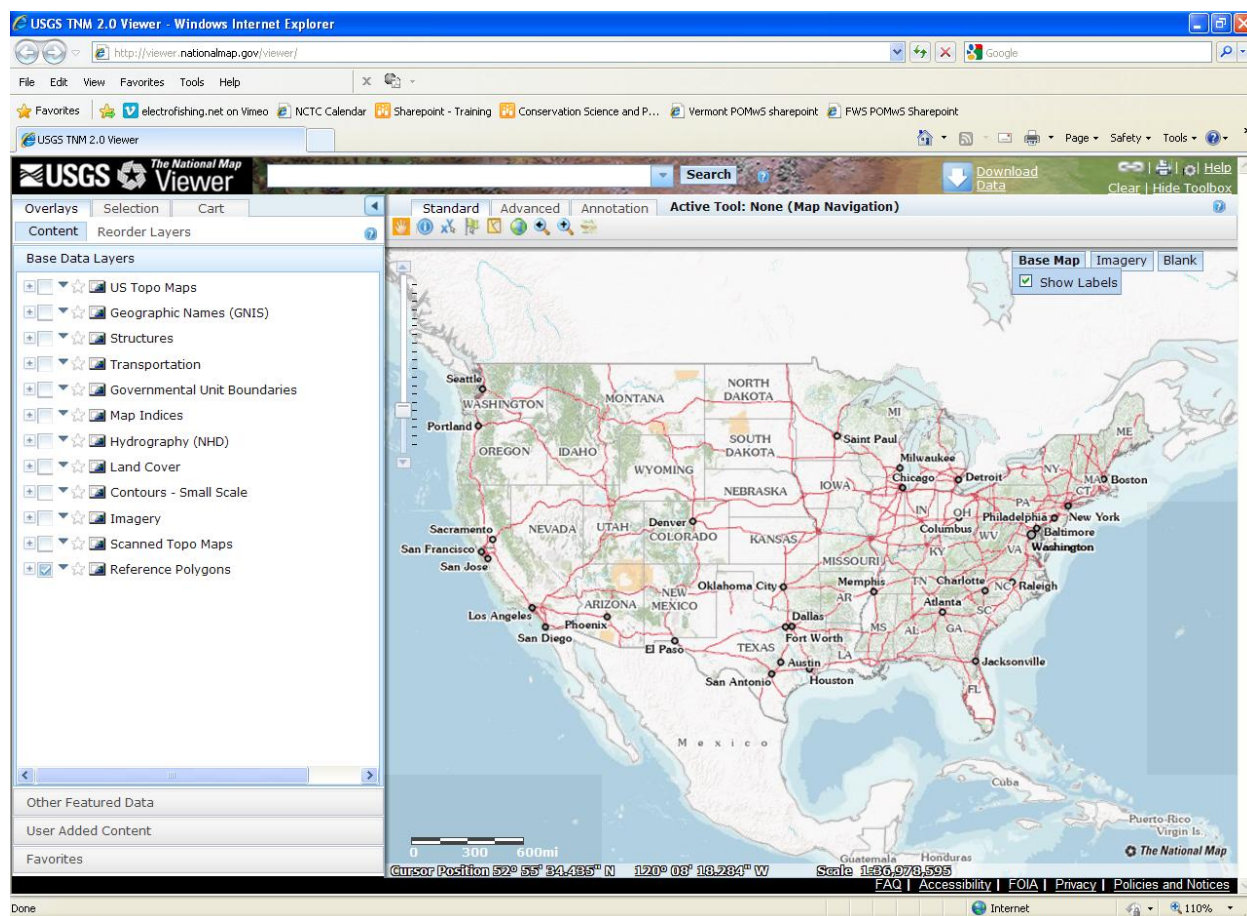 USGS TNM 2.0 Viewer - Windows Internet Explorer
http://viewer.nationalmap.gov/viewer/
Google
File Edit View Favorites Tools Help
X
Favorites electrofishing.net on Vimeo NCTC Calendar Sharepoint - Training Conservation Science and P... Vermont POMwS sharepoint FWS POMwS Sharepoint
USGS TNM 2.0 Viewer
Page Safety Tools
USGS The National Map Viewer
Search
Download Data
Help
Clear | Hide Toolbox
Overlays Selection Cart
Standard Advanced Annotation Active Tool: None (Map Navigation)
Content Reorder Layers
Base Data Layers
US Topo Maps
Geographic Names (GNIS)
Structures
Transportation
Governmental Unit Boundaries
Map Indices
Hydrography (NHD)
Land Cover
Contours - Small Scale
Imagery
Scanned Topo Maps
Reference Polygons
Other Featured Data
User Added Content
Favorites
Base Map Imagery Blank
Show Labels
Seattle
WASHINGTON
MONTANA
NORTH DAKOTA
MI
ME
Portland
OREGON
IDAHO
SOUTH DAKOTA
Saint Paul
Milwaukee
WYOMING
IOWA
Chicago
Detroit
NY
MA
Boston
CT
NEBRASKA
PA
IN
OH
Philadelphia
New York
Sacramento
NEVADA
UTAH
Denver
COLORADO
KANSAS
Columbus
WV
Baltimore
San Francisco
KY
VA
Washington
San Jose
MISSOURI
Oklahoma City
Memphis
TN
Charlotte
NC
Raleigh
Los Angeles
ARIZONA
NEW MEXICO
AR
Atlanta
SC
Phoenix
Dallas
San Diego
Fort Worth
MS
AL
GA
El Paso
TEXAS
LA
Austin
Jacksonville
San Antonio
Houston
FL
Mexico
Cuba
Puerto Rico
Virgin Is.
0 300 600mi
Guatemala
Honduras
The National Map
Cursor Position 52° 55' 34.435" N 120° 08' 18.284" W Scale 1:36,978,595
FAQ | Accessibility | FOIA | Privacy | Policies and Notices
Done
Internet
110%